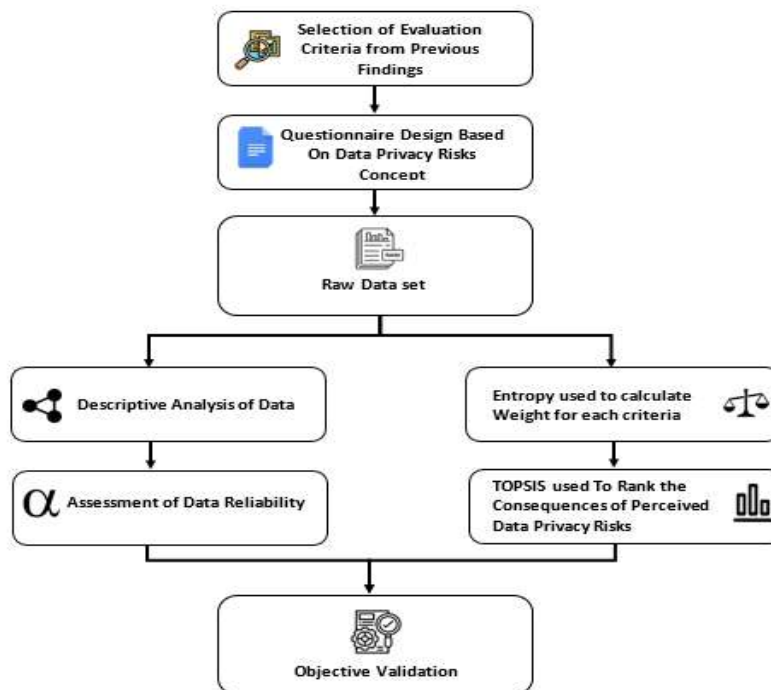 Selection of Evaluation
Criteria from Previous
Findings
Questionnaire Design Based
On Data Privacy Risks
Concept
Raw Data set
Descriptive Analysis of Data
Entropy used to calculate
Weight for each criteria
α Assessment of Data Reliability
TOPSIS used To Rank the
Consequences of Perceived
Data Privacy Risks
Objective Validation